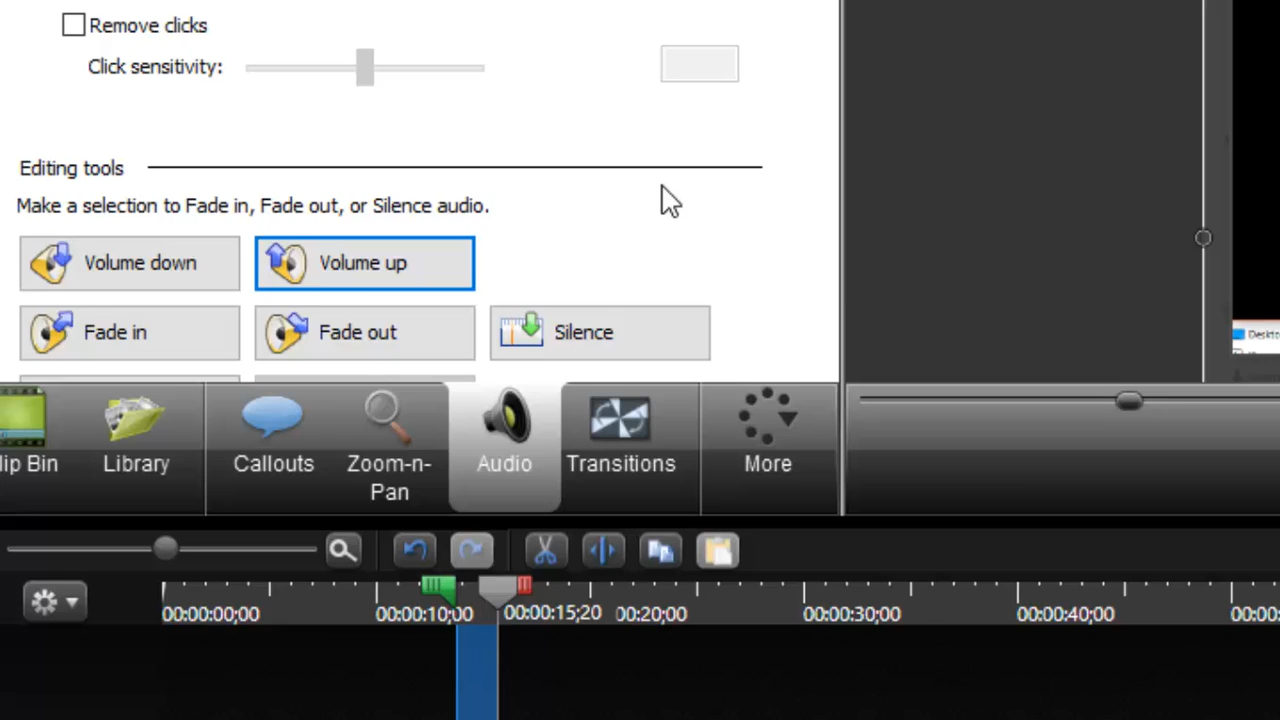 Remove clicks
Click sensitivity:
Editing tools
Make a selection to Fade in, Fade out, or Silence audio.
Volume down Volume up
Fade in Fade out Silence
Library Callouts Zoom-n-Pan Audio Transitions More
00:00:00;00 00:00:10;00 00:00:15;20 00:20;00 00:00:30;00 00:00:40;00